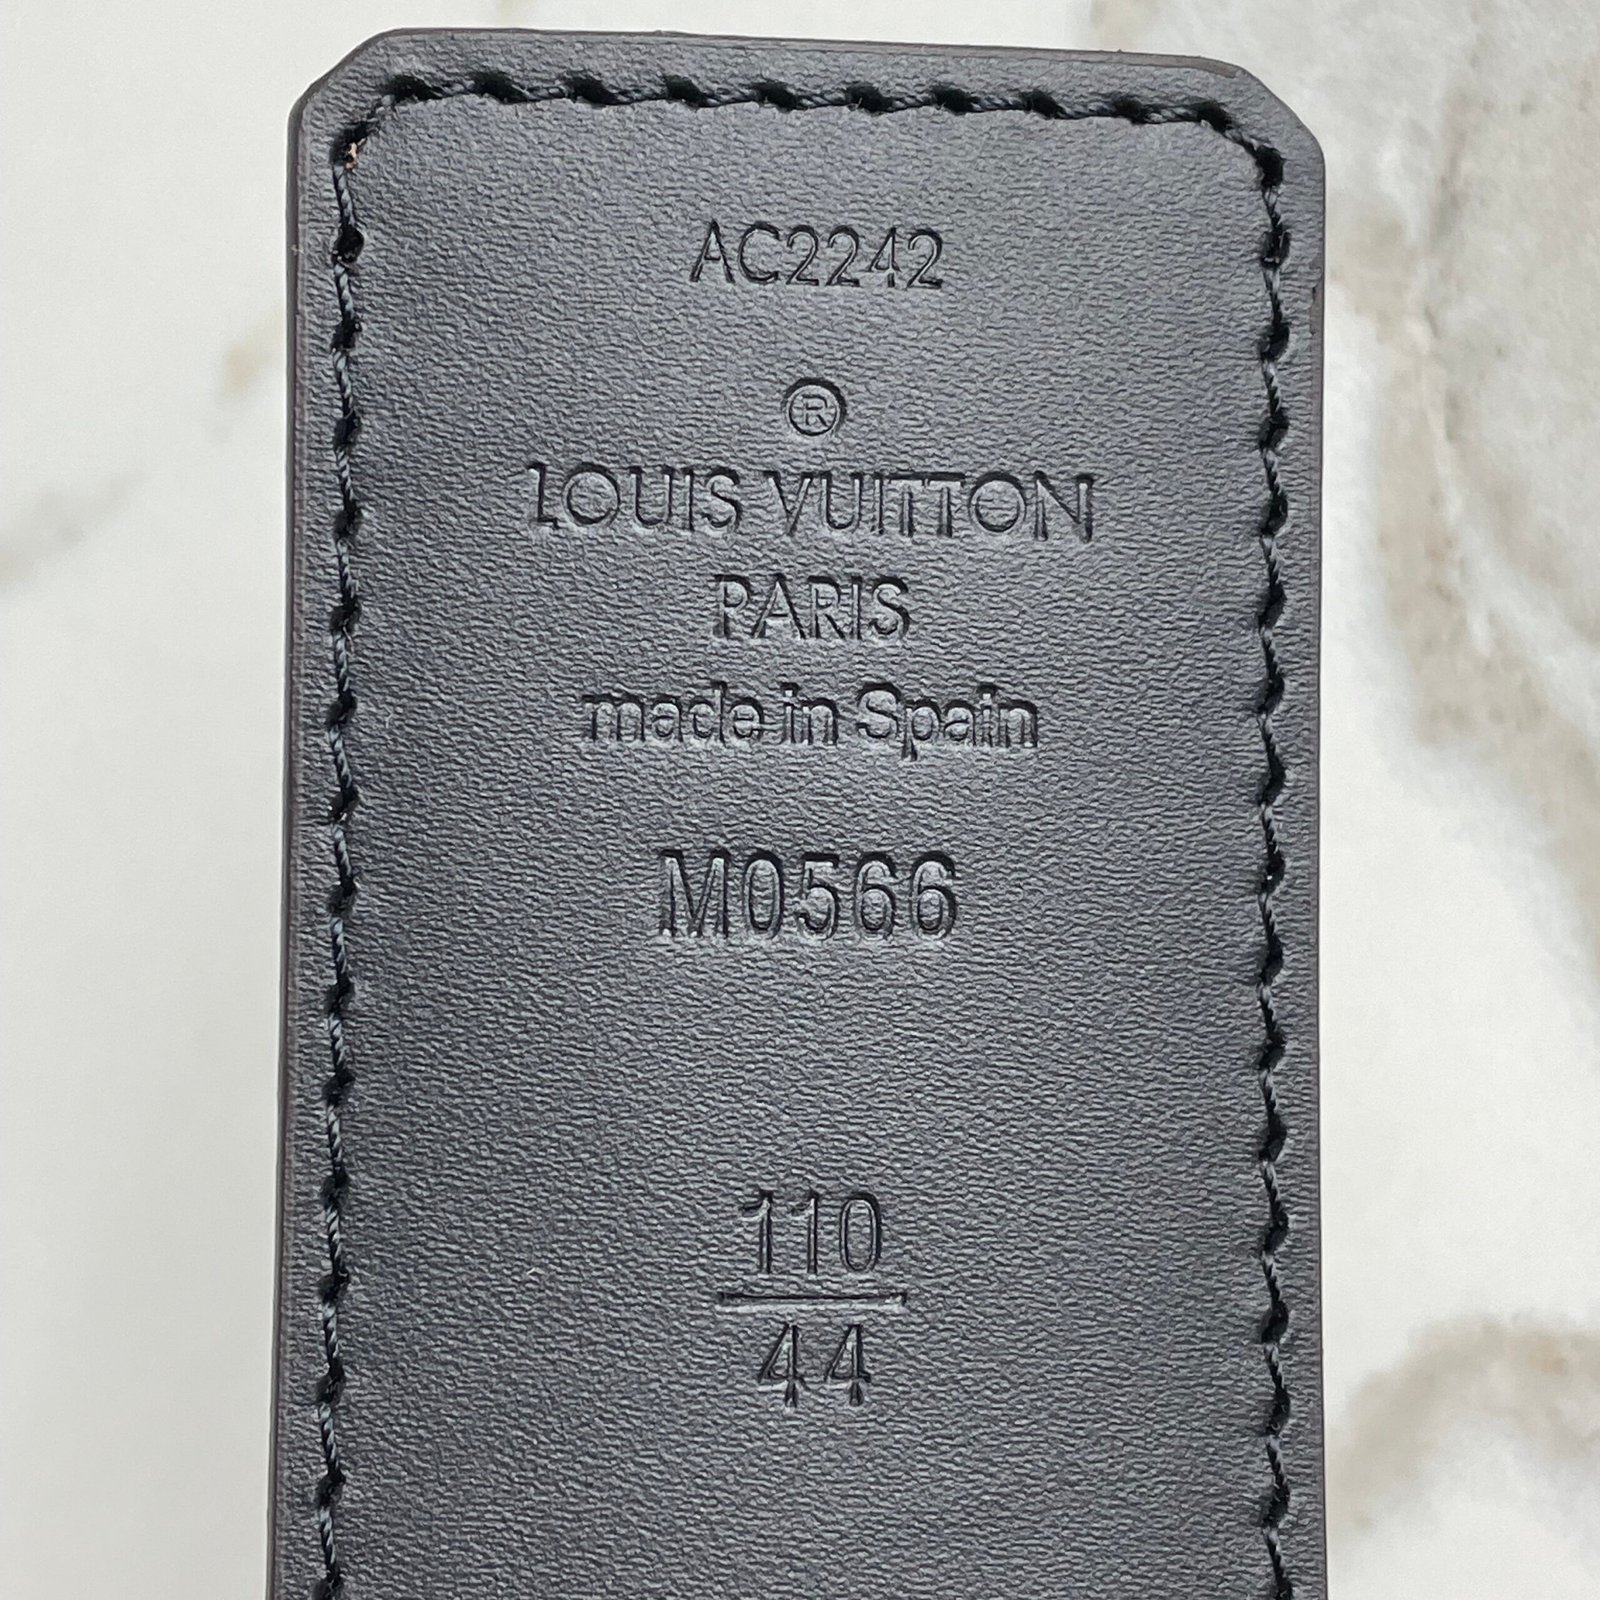 AC2242
®
LOUIS VUITTON
PARIS
made in Spain
M0566
110
44